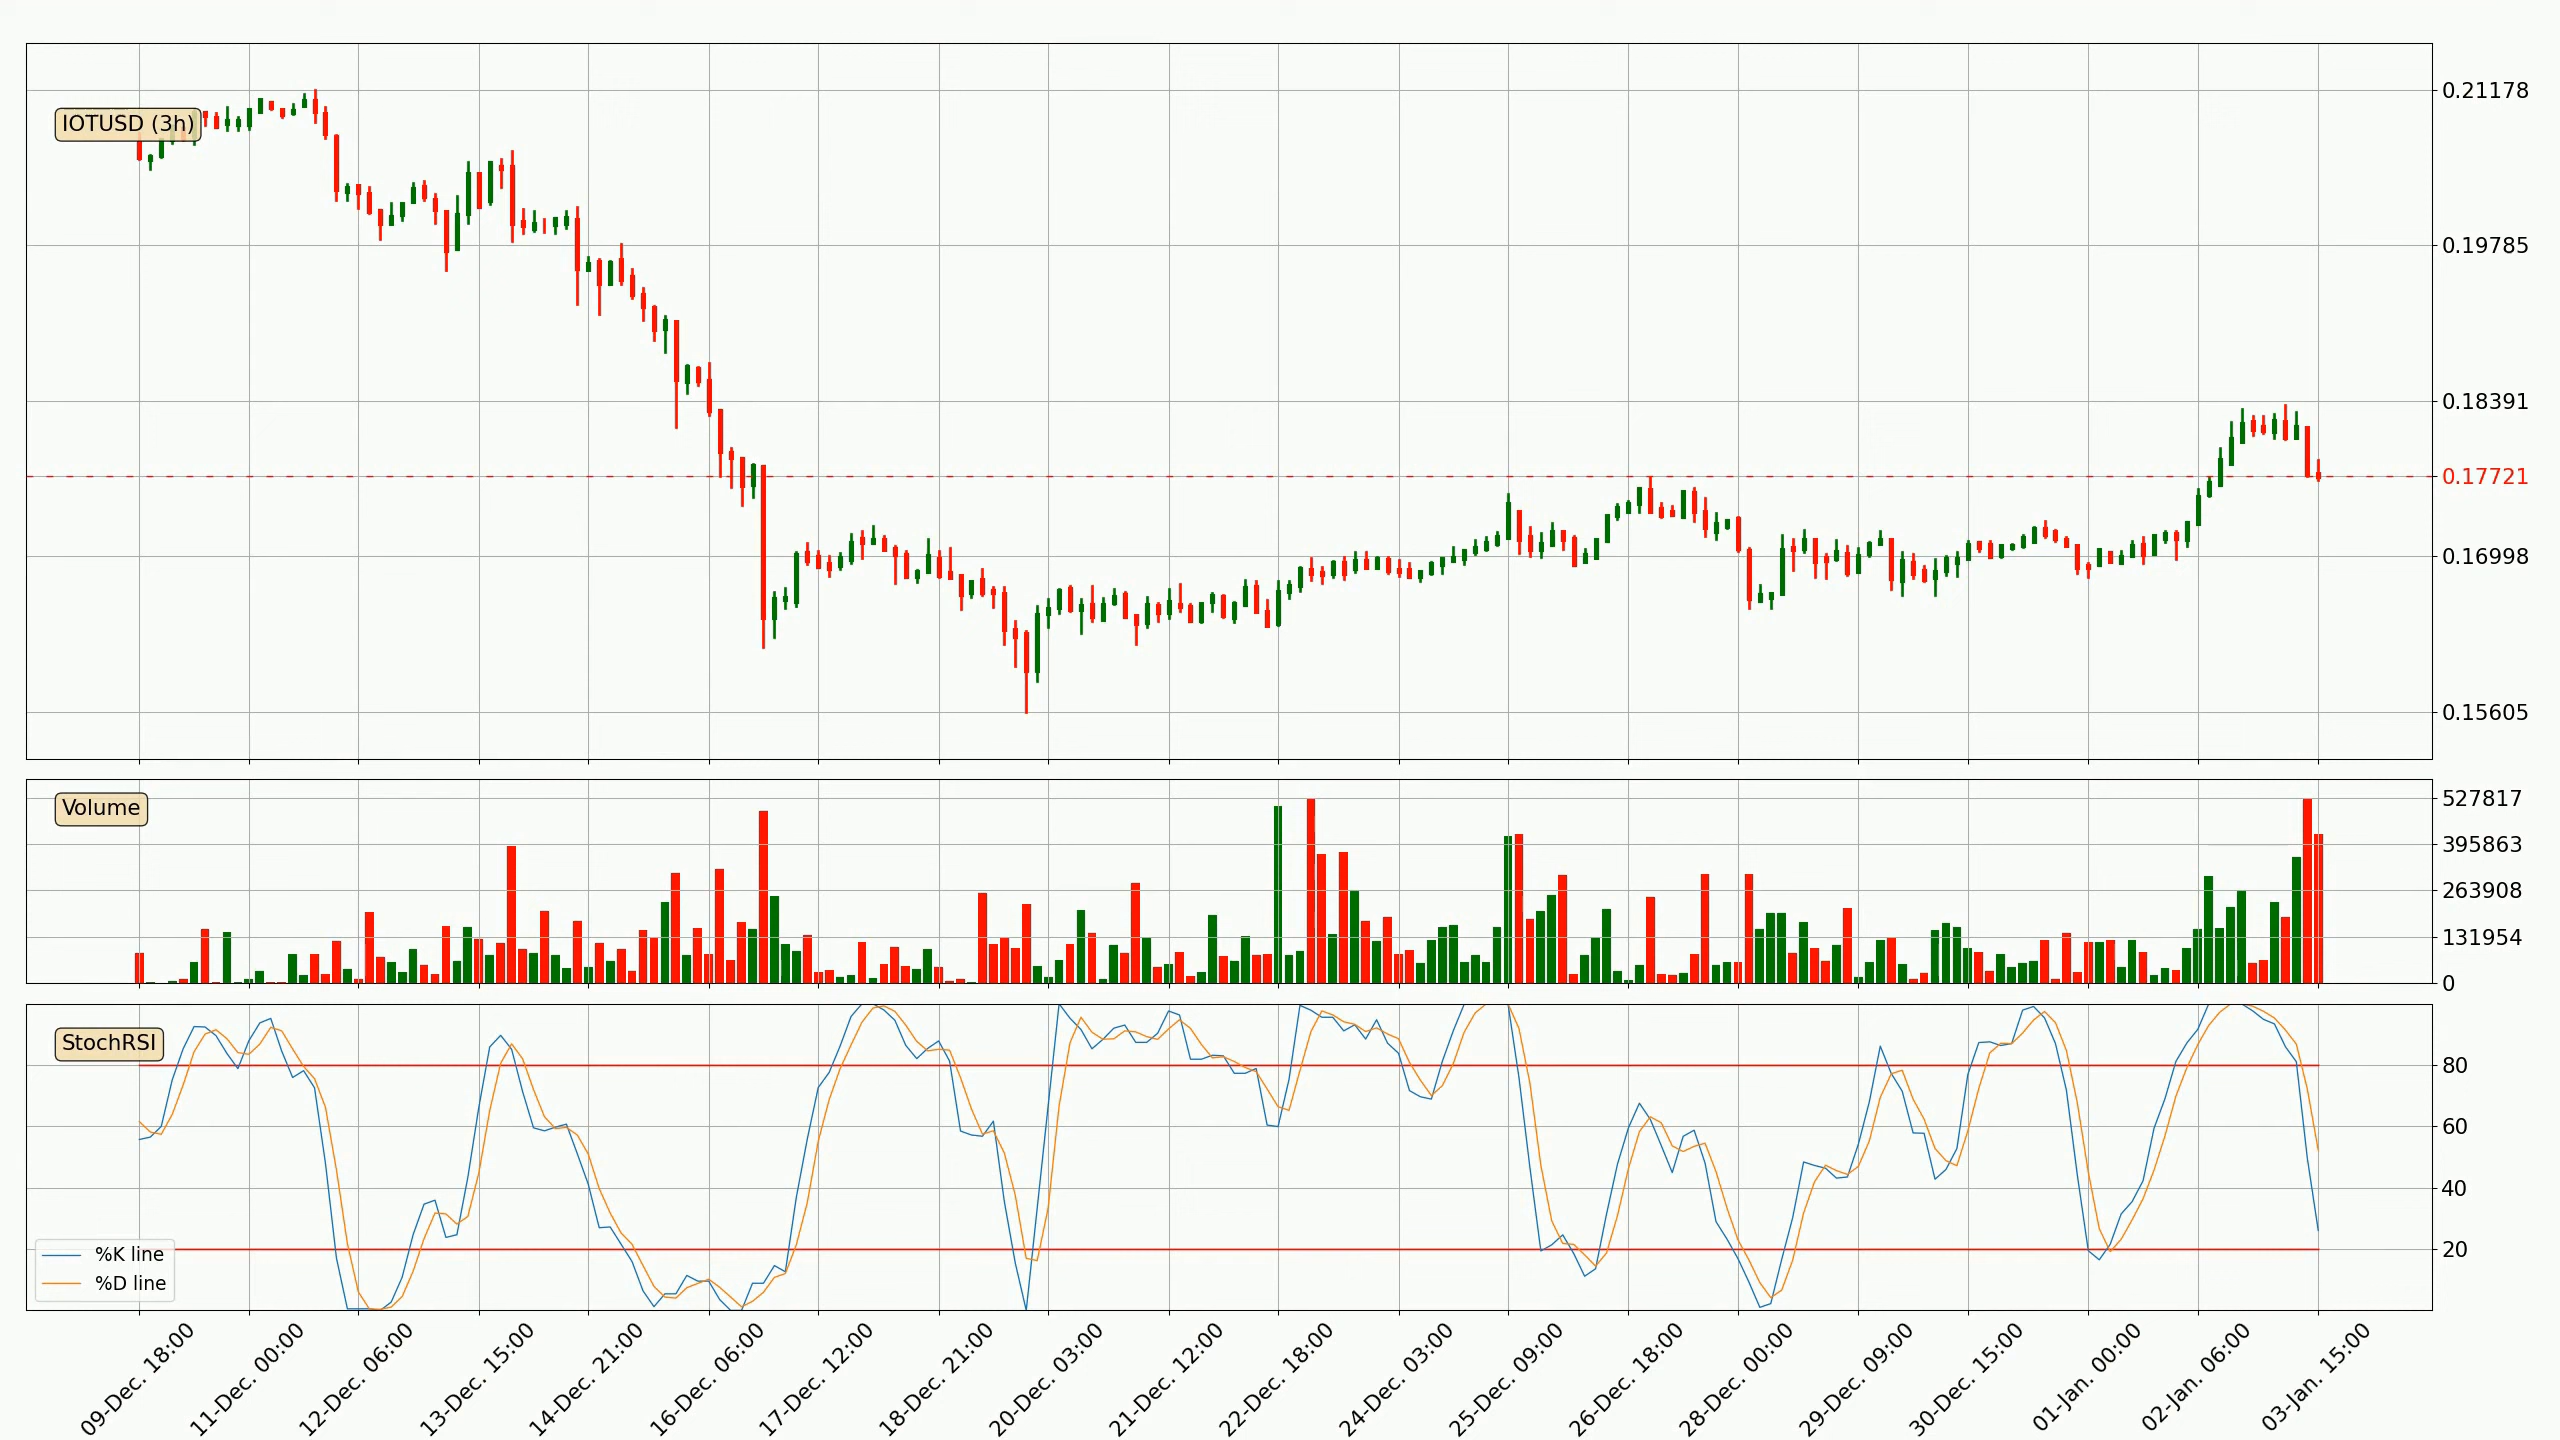 IOTUSD (3h)
0.21178
0.19785
0.18391
0.17721
0.16998
0.15605
Volume
527817
395863
263908
131954
0
StochRSI
80
60
40
20
%K line
%D line
09-Dec. 18:00
11-Dec. 00:00
12-Dec. 06:00
13-Dec. 15:00
14-Dec. 21:00
16-Dec. 06:00
17-Dec. 12:00
18-Dec. 21:00
20-Dec. 03:00
21-Dec. 12:00
22-Dec. 18:00
24-Dec. 03:00
25-Dec. 09:00
26-Dec. 18:00
28-Dec. 00:00
29-Dec. 09:00
30-Dec. 15:00
01-Jan. 00:00
02-Jan. 06:00
03-Jan. 15:00